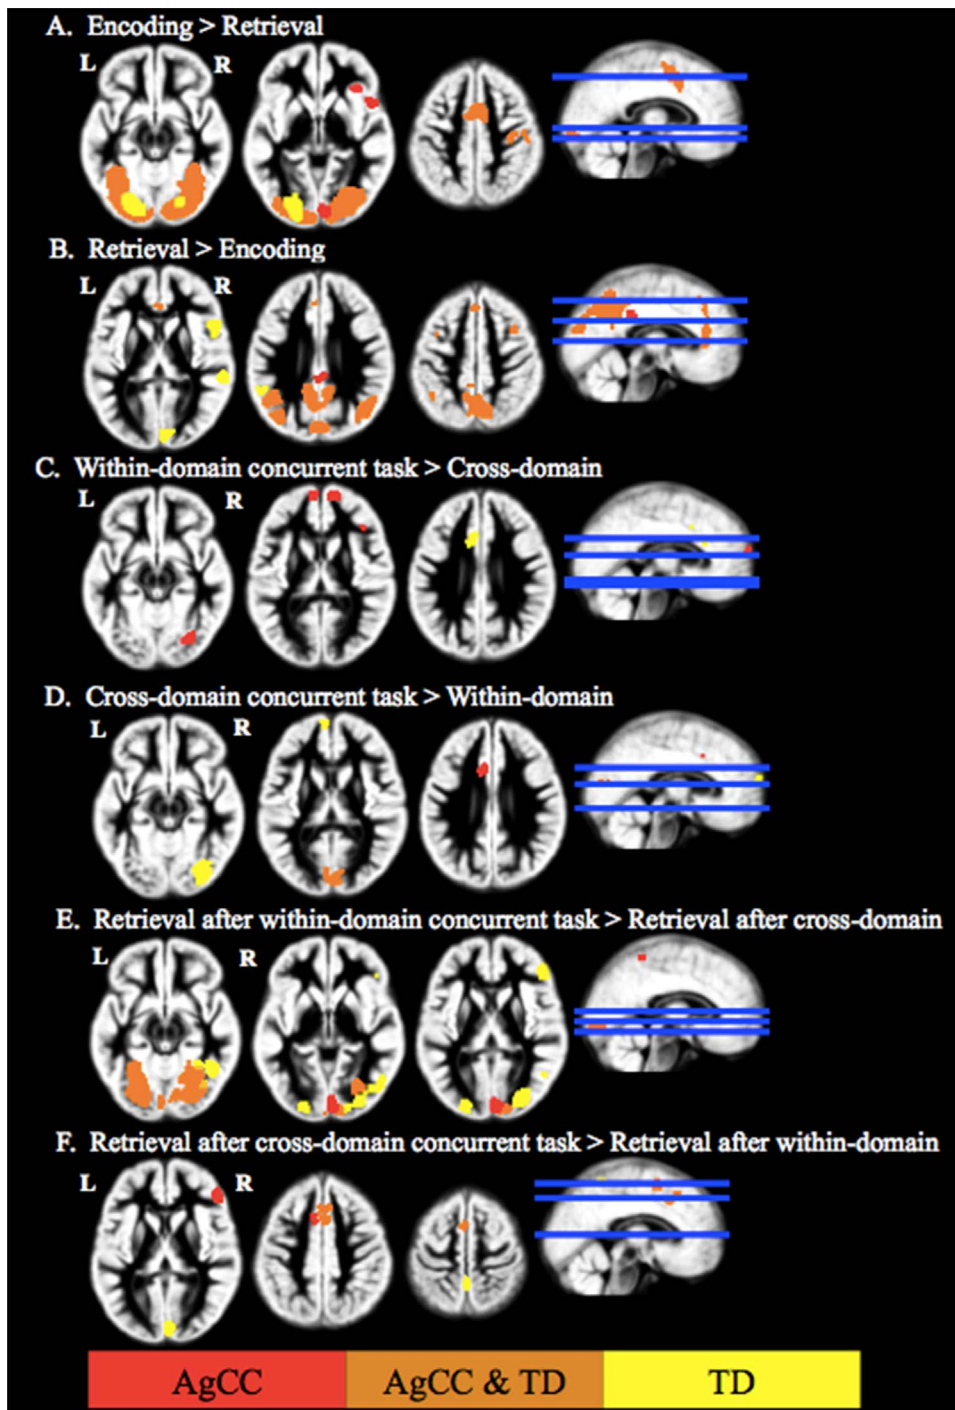 A. Encoding > Retrieval
L R
B. Retrieval > Encoding
L R
C. Within-domain concurrent task > Cross-domain
L R
D. Cross-domain concurrent task > Within-domain
L R
E. Retrieval after within-domain concurrent task > Retrieval after cross-domain
L R
F. Retrieval after cross-domain concurrent task > Retrieval after within-domain
L R
AgCC AgCC & TD TD